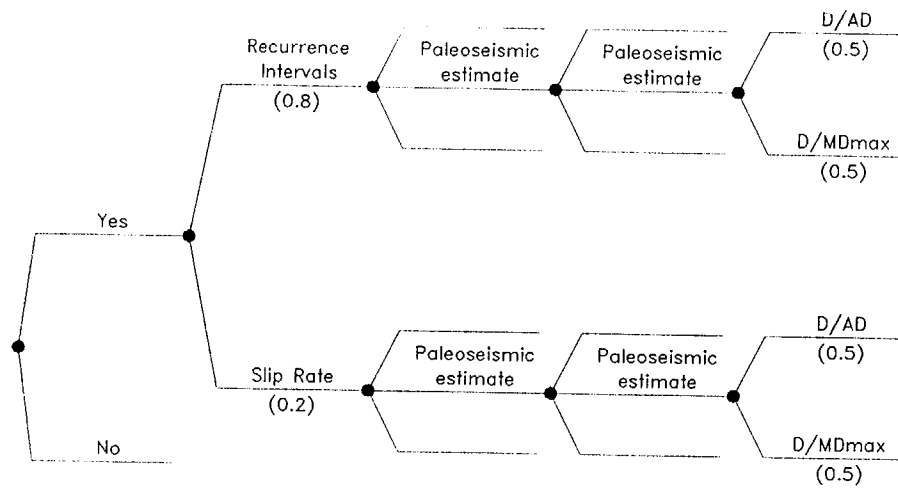 D/AD
(0.5)
Recurrence
Intervals
(0.8)
Paleoseismic
estimate
Paleoseismic
estimate
D/MDmax
(0.5)
Yes
D/AD
(0.5)
Slip Rate
(0.2)
Paleoseismic
estimate
Paleoseismic
estimate
No
D/MDmax
(0.5)